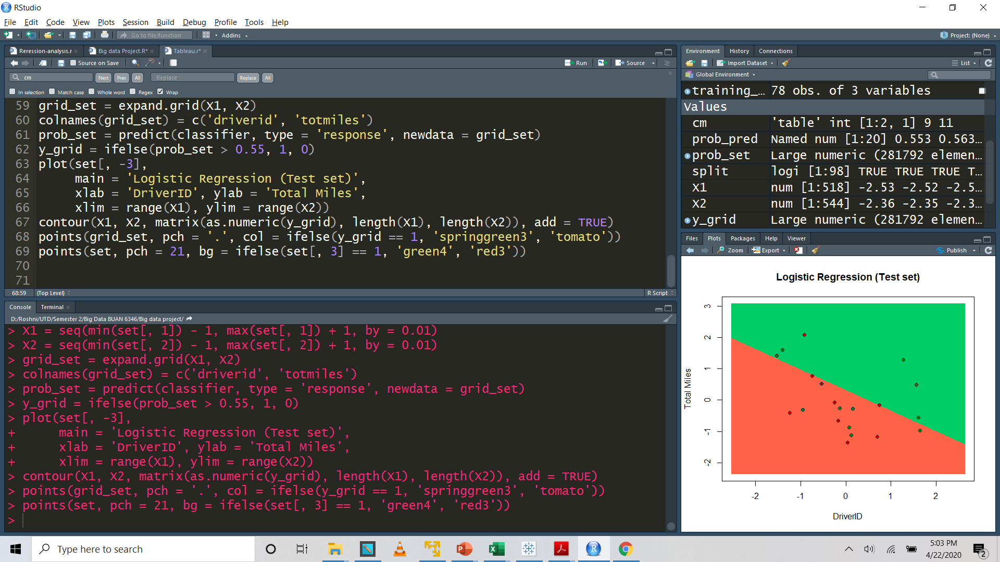 RStudio
File Edit Code View Plots Session Build Debug Profile Tools Help
Go to file/function Addins Project: (None)
Reression-analysis.r Big data Project.R* Tableau.r*
Source on Save Run Source
cm Next Prev All Replace Replace All
In selection Match case Whole word Regex Wrap
59 grid_set = expand.grid(X1, X2)
60 colnames(grid_set) = c('driverid', 'totmiles')
61 prob_set = predict(classifier, type = 'response', newdata = grid_set)
62 y_grid = ifelse(prob_set > 0.55, 1, 0)
63 plot(set[, -3],
64 main = 'Logistic Regression (Test set)',
65 xlab = 'DriverID', ylab = 'Total Miles',
66 xlim = range(X1), ylim = range(X2))
67 contour(X1, X2, matrix(as.numeric(y_grid), length(X1), length(X2)), add = TRUE)
68 points(grid_set, pch = '.', col = ifelse(y_grid == 1, 'springgreen3', 'tomato'))
69 points(set, pch = 21, bg = ifelse(set[, 3] == 1, 'green4', 'red3'))
70
71
68:59 (Top Level) R Script
Console Terminal
D:/Roshni/UTD/Semester 2/Big Data BUAN 6346/Big data project/
> X1 = seq(min(set[, 1]) - 1, max(set[, 1]) + 1, by = 0.01)
> X2 = seq(min(set[, 2]) - 1, max(set[, 2]) + 1, by = 0.01)
> grid_set = expand.grid(X1, X2)
> colnames(grid_set) = c('driverid', 'totmiles')
> prob_set = predict(classifier, type = 'response', newdata = grid_set)
> y_grid = ifelse(prob_set > 0.55, 1, 0)
> plot(set[, -3],
+ main = 'Logistic Regression (Test set)',
+ xlab = 'DriverID', ylab = 'Total Miles',
+ xlim = range(X1), ylim = range(X2))
> contour(X1, X2, matrix(as.numeric(y_grid), length(X1), length(X2)), add = TRUE)
> points(grid_set, pch = '.', col = ifelse(y_grid == 1, 'springgreen3', 'tomato'))
> points(set, pch = 21, bg = ifelse(set[, 3] == 1, 'green4', 'red3'))
>
Environment History Connections
Import Dataset List
Global Environment
training_... 78 obs. of 3 variables
Values
cm 'table' int [1:2, 1] 9 11
prob_pred Named num [1:20] 0.553 0.563...
prob_set Large numeric (281792 elemen...
split logi [1:98] TRUE TRUE TRUE T...
X1 num [1:518] -2.53 -2.52 -2.5...
X2 num [1:544] -2.36 -2.35 -2.3...
y_grid Large numeric (281792 elemen...
Files Plots Packages Help Viewer
Zoom Export Publish
Logistic Regression (Test set)
3
2
1
0
-1
-2
Total Miles
-2 -1 0 1 2
DriverID
Type here to search
5:03 PM
4/22/2020
2